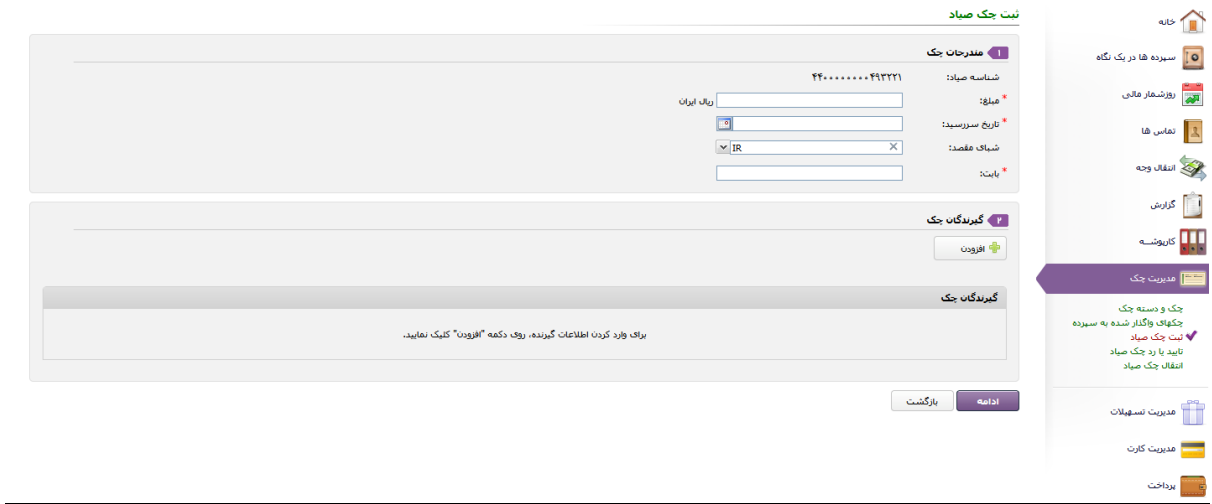 ثبت چک صیاد
۱ مندرجات چک
شناسه صیاد: ۴۴۰۰۰۰۰۰۰۰۰۴۹۳۲۲۱
* مبلغ: ریال ایران
* تاریخ سررسید:
شبای مقصد: IR
* بابت:
۲ گیرندگان چک
افزودن
گیرندگان چک
برای وارد کردن اطلاعات گیرنده، روی دکمه "افزودن" کلیک نمایید.
ادامه
بازگشت
خانه
سپرده ها در یک نگاه
روزشمار مالی
تماس ها
انتقال وجه
گزارش
کارپوشــه
مدیریت چک
چک و دسته چک
چکهای واگذار شده به سپرده
ثبت چک صیاد
تایید یا رد چک صیاد
انتقال چک صیاد
مدیریت تسهیلات
مدیریت کارت
پرداخت